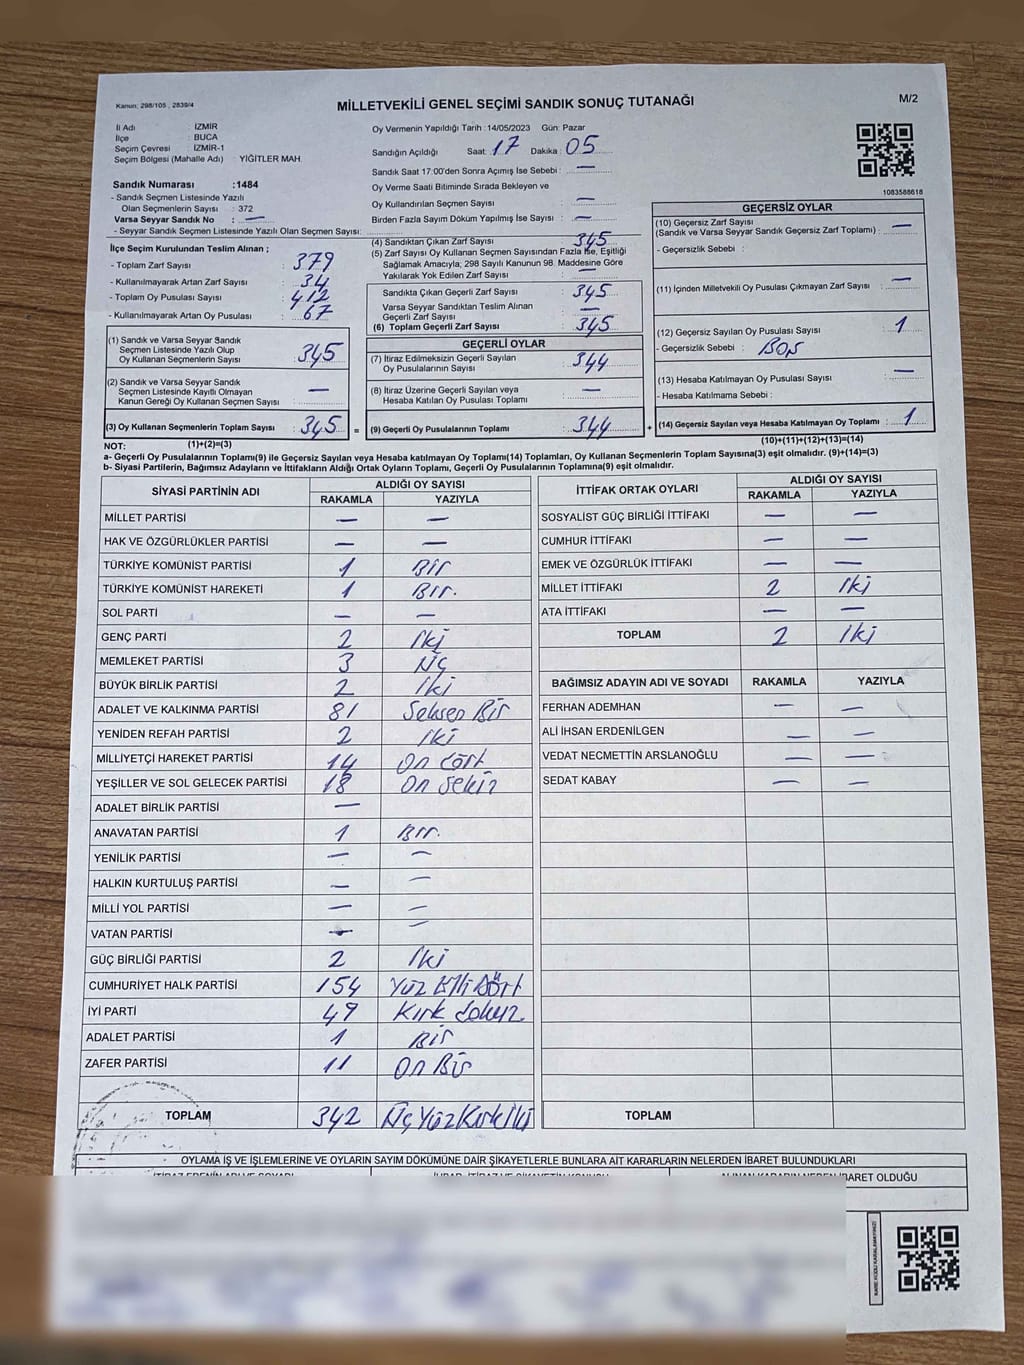 Kanun; 298/105 , 2839/4
MİLLETVEKİLİ GENEL SEÇİMİ SANDIK SONUÇ TUTANAĞI
M/2
İl Adı : İZMİR
İlçe : BUCA
Seçim Çevresi : İZMİR-1
Seçim Bölgesi (Mahalle Adı) : YİĞİTLER MAH.
Oy Vermenin Yapıldığı Tarih :14/05/2023 Gün: Pazar
Sandığın Açıldığı Saat: 17 Dakika : 05
Sandık Saat 17:00'den Sonra Açımış İse Sebebi : —
Oy Verme Saati Bitiminde Sırada Bekleyen ve
Oy Kullandırılan Seçmen Sayısı : —
Birden Fazla Sayım Döküm Yapılmış İse Sayısı : —
1083588618
Sandık Numarası :1484
- Sandık Seçmen Listesinde Yazılı
Olan Seçmenlerin Sayısı : 372
Varsa Seyyar Sandık No : —
- Seyyar Sandık Seçmen Listesinde Yazılı Olan Seçmen Sayısı:
İlçe Seçim Kurulundan Teslim Alınan ;
- Toplam Zarf Sayısı : 379
- Kullanılmayarak Artan Zarf Sayısı : 34
- Toplam Oy Pusulası Sayısı : 412
- Kullanılmayarak Artan Oy Pusulası : 67
(1) Sandık ve Varsa Seyyar Sandık
Seçmen Listesinde Yazılı Olup
Oy Kullanan Seçmenlerin Sayısı : 345
(2) Sandık ve Varsa Seyyar Sandık
Seçmen Listesinde Kayıtlı Olmayan
Kanun Gereği Oy Kullanan Seçmen Sayısı : —
(3) Oy Kullanan Seçmenlerin Toplam Sayısı : 345 =
(4) Sandıktan Çıkan Zarf Sayısı : 345
(5) Zarf Sayısı Oy Kullanan Seçmen Sayısından Fazla İse, Eşitliği
Sağlamak Amacıyla; 298 Sayılı Kanunun 98. Maddesine Göre
Yakılarak Yok Edilen Zarf Sayısı : —
Sandıkta Çıkan Geçerli Zarf Sayısı : 345
Varsa Seyyar Sandıktan Teslim Alınan
Geçerli Zarf Sayısı : —
(6) Toplam Geçerli Zarf Sayısı : 345
GEÇERLİ OYLAR
(7) İtiraz Edilmeksizin Geçerli Sayılan
Oy Pusulalarının Sayısı : 344
(8) İtiraz Üzerine Geçerli Sayılan veya
Hesaba Katılan Oy Pusulası Toplamı : —
(9) Geçerli Oy Pusulalarının Toplamı : 344 +
GEÇERSİZ OYLAR
(10) Geçersiz Zarf Sayısı
(Sandık ve Varsa Seyyar Sandık Geçersiz Zarf Toplamı) : —
- Geçersizlik Sebebi :
(11) İçinden Milletvekili Oy Pusulası Çıkmayan Zarf Sayısı : —
(12) Geçersiz Sayılan Oy Pusulası Sayısı : 1
- Geçersizlik Sebebi : BOŞ
(13) Hesaba Katılmayan Oy Pusulası Sayısı : —
- Hesaba Katılmama Sebebi :
(14) Geçersiz Sayılan veya Hesaba Katılmayan Oy Toplamı : 1
NOT: (1)+(2)=(3) (10)+(11)+(12)+(13)=(14)
a- Geçerli Oy Pusulalarının Toplamı(9) ile Geçersiz Sayılan veya Hesaba Katılmayan Oy Toplamı(14) Toplamları, Oy Kullanan Seçmenlerin Toplam Sayısına(3) eşit olmalıdır. (9)+(14)=(3)
b- Siyasi Partilerin, Bağımsız Adayların ve İttifakların Aldığı Ortak Oyların Toplamı, Geçerli Oy Pusulalarının Toplamına(9) eşit olmalıdır.
SİYASİ PARTİNİN ADI ALDIĞI OY SAYISI
RAKAMLA YAZIYLA
MİLLET PARTİSİ — —
HAK VE ÖZGÜRLÜKLER PARTİSİ — —
TÜRKİYE KOMÜNİST PARTİSİ 1 Bir
TÜRKİYE KOMÜNİST HAREKETİ 1 Bir.
SOL PARTİ — —
GENÇ PARTİ 2 İki
MEMLEKET PARTİSİ 3 Üç
BÜYÜK BİRLİK PARTİSİ 2 İki
ADALET VE KALKINMA PARTİSİ 81 Seksen Bir
YENİDEN REFAH PARTİSİ 2 İki
MİLLİYETÇİ HAREKET PARTİSİ 14 On Dört
YEŞİLLER VE SOL GELECEK PARTİSİ 18 On Sekiz
ADALET BİRLİK PARTİSİ —
ANAVATAN PARTİSİ 1 Bir.
YENİLİK PARTİSİ — —
HALKIN KURTULUŞ PARTİSİ — —
MİLLİ YOL PARTİSİ — —
VATAN PARTİSİ — —
GÜÇ BİRLİĞİ PARTİSİ 2 İki
CUMHURİYET HALK PARTİSİ 154 Yüz Elli Dört
İYİ PARTİ 49 Kırk Dokuz
ADALET PARTİSİ 1 Bir
ZAFER PARTİSİ 11 On Bir
TOPLAM 342 Üç Yüz Kırk İki
İTTİFAK ORTAK OYLARI ALDIĞI OY SAYISI
RAKAMLA YAZIYLA
SOSYALİST GÜÇ BİRLİĞİ İTTİFAKI — —
CUMHUR İTTİFAKI — —
EMEK VE ÖZGÜRLÜK İTTİFAKI — —
MİLLET İTTİFAKI 2 İki
ATA İTTİFAKI — —
TOPLAM 2 İki
BAĞIMSIZ ADAYIN ADI VE SOYADI RAKAMLA YAZIYLA
FERHAN ADEMHAN — —
ALİ İHSAN ERDENİLGEN — —
VEDAT NECMETTİN ARSLANOĞLU — —
SEDAT KABAY — —
TOPLAM
OYLAMA İŞ VE İŞLEMLERİNE VE OYLARIN SAYIM DÖKÜMÜNE DAİR ŞİKAYETLERLE BUNLARA AİT KARARLARIN NELERDEN İBARET BULUNDUKLARI
İBARET OLDUĞU